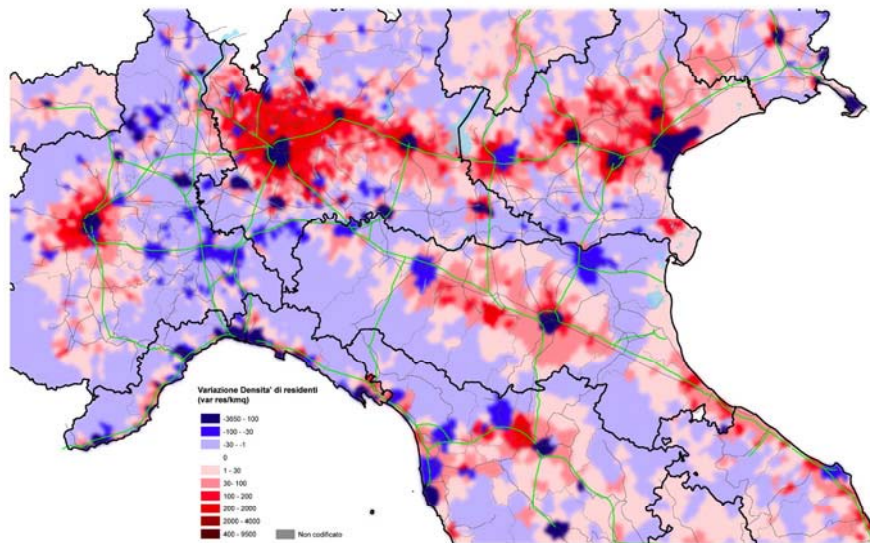 Variazione Densita' di residenti
(var res/kmq)
-3650 - 100
-100 - -30
-30 - -1
0
1 - 30
30- 100
100 - 200
200 - 2000
2000 - 4000
400 - 9500
Non codificato